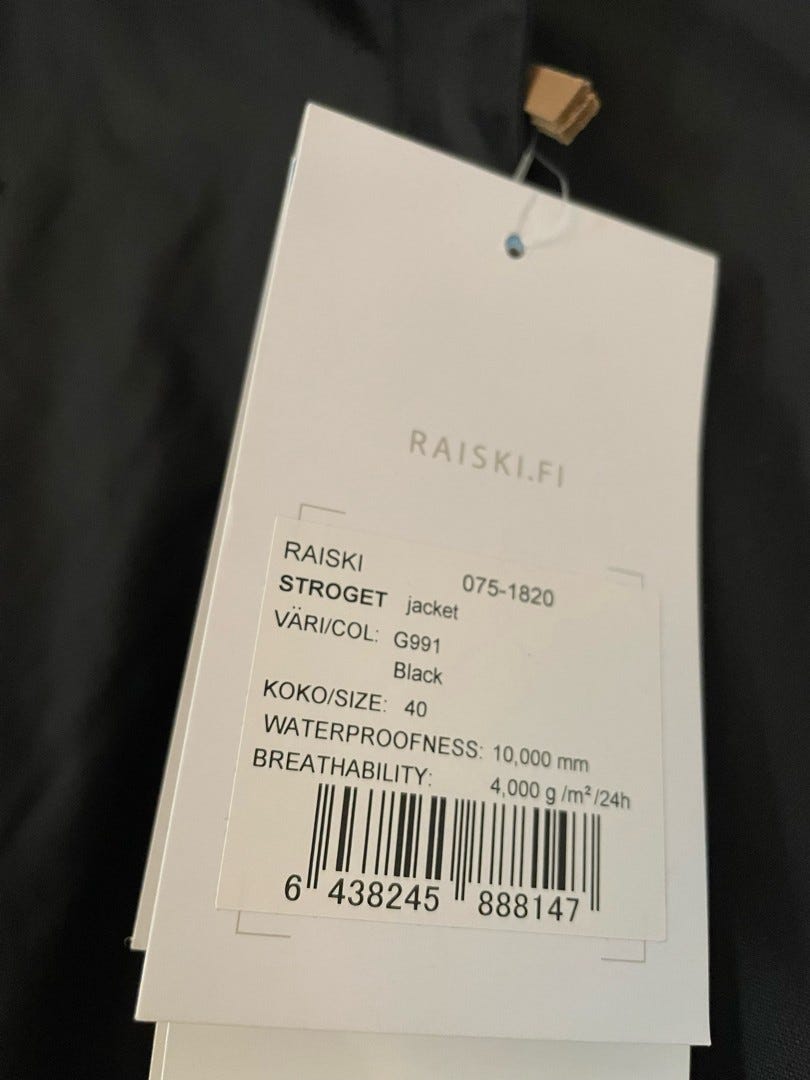 RAISKI.FI
RAISKI 075-1820
STROGET jacket
VÄRI/COL: G991
Black
KOKO/SIZE: 40
WATERPROOFNESS: 10,000 mm
BREATHABILITY: 4,000 g /m² /24h
6 438245 888147